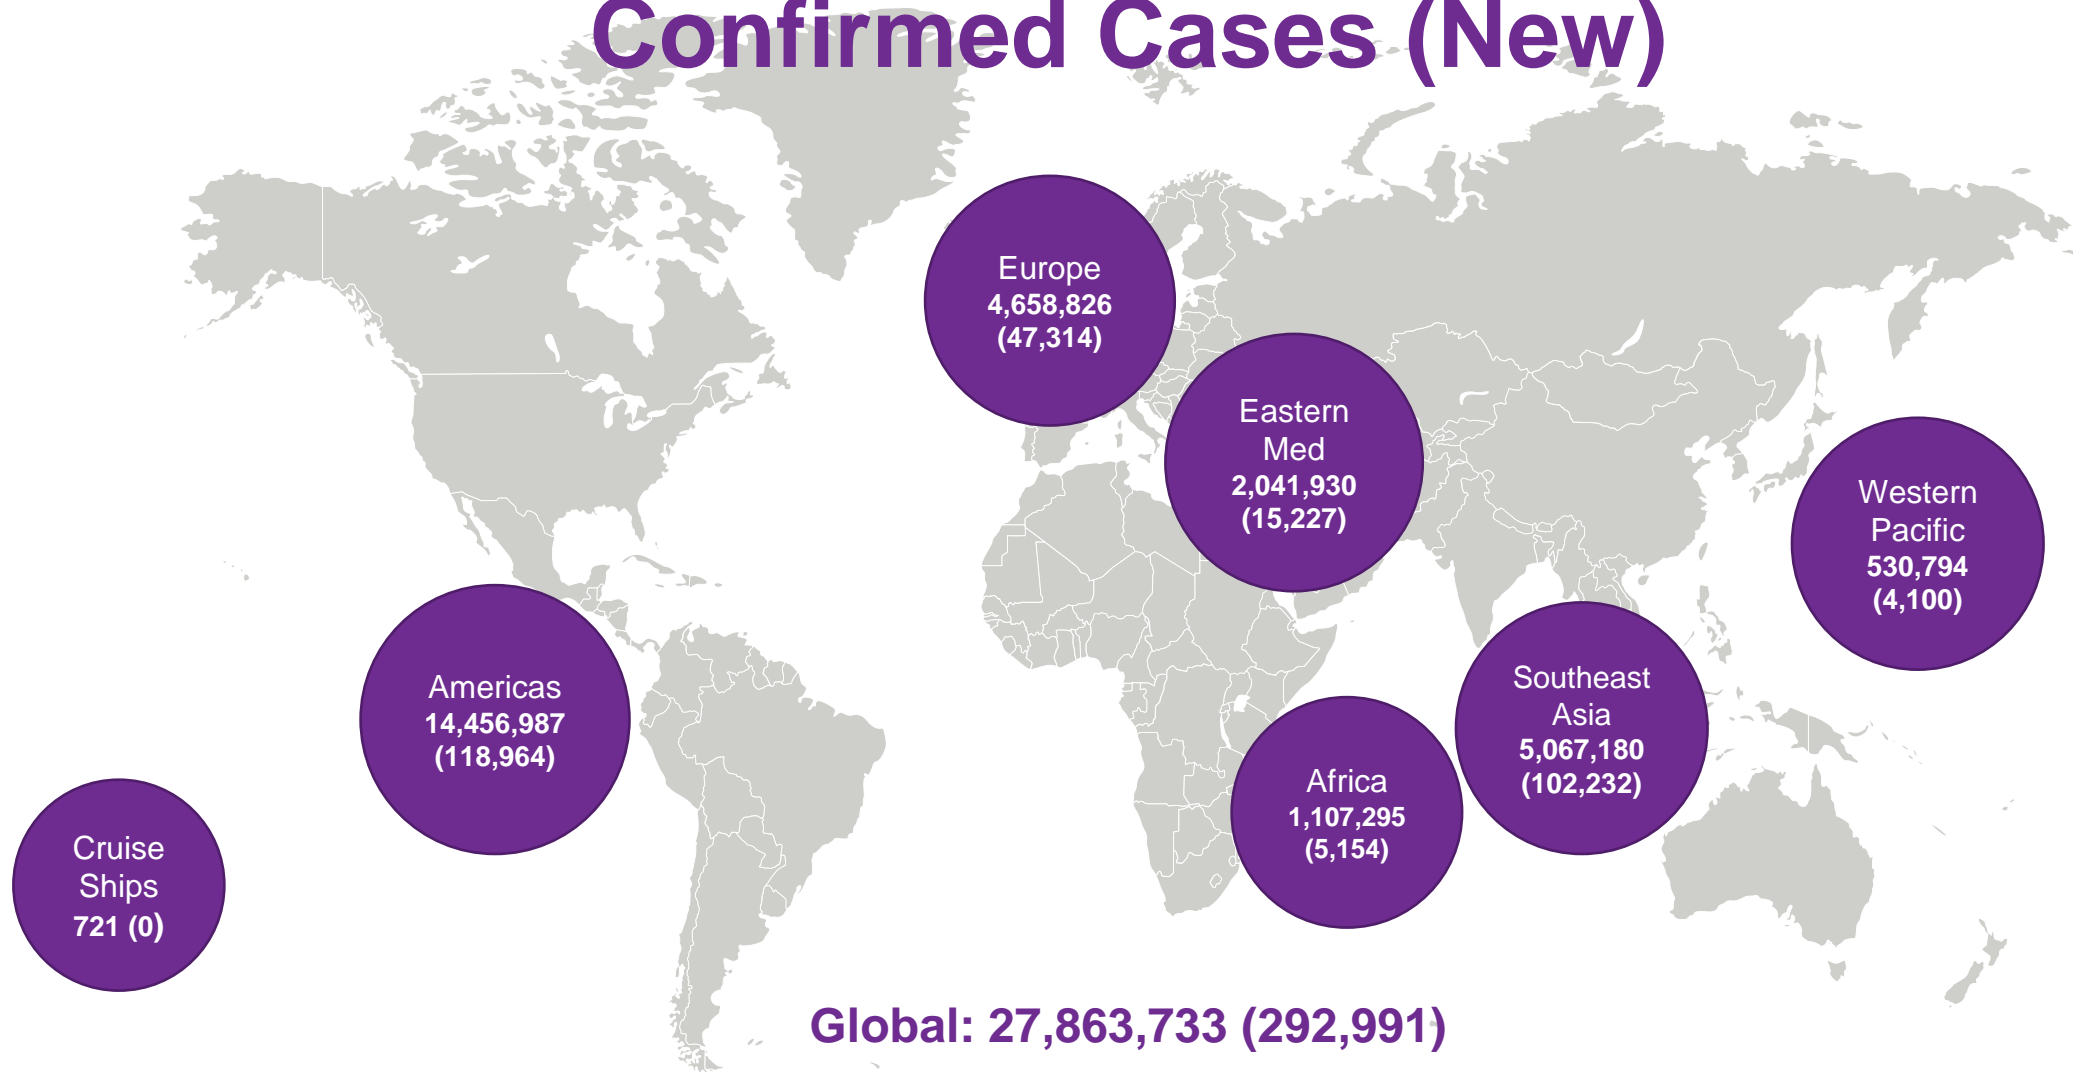 Confirmed Cases (New)
Europe
4,658,826
(47,314)
Eastern
Med
2,041,930
(15,227)
Western
Pacific
530,794
(4,100)
Americas
14,456,987
(118,964)
Southeast
Asia
5,067,180
(102,232)
Africa
1,107,295
(5,154)
Cruise
Ships
721 (0)
Global: 27,863,733 (292,991)